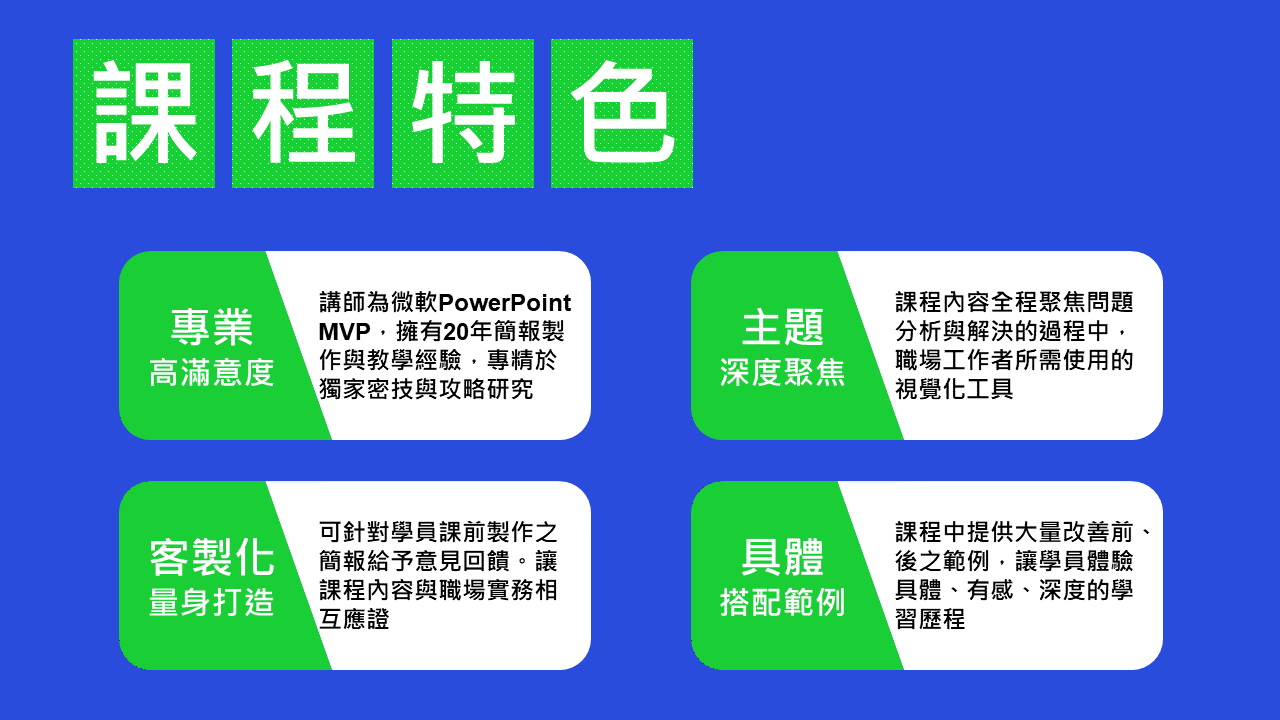 課程特色
專業
高滿意度
講師為微軟PowerPoint
MVP，擁有20年簡報製
作與教學經驗，專精於
獨家密技與攻略研究
主題
深度聚焦
課程內容全程聚焦問題
分析與解決的過程中，
職場工作者所需使用的
視覺化工具
客製化
量身打造
可針對學員課前製作之
簡報給予意見回饋。讓
課程內容與職場實務相
互應證
具體
搭配範例
課程中提供大量改善前、
後之範例，讓學員體驗
具體、有感、深度的學
習歷程